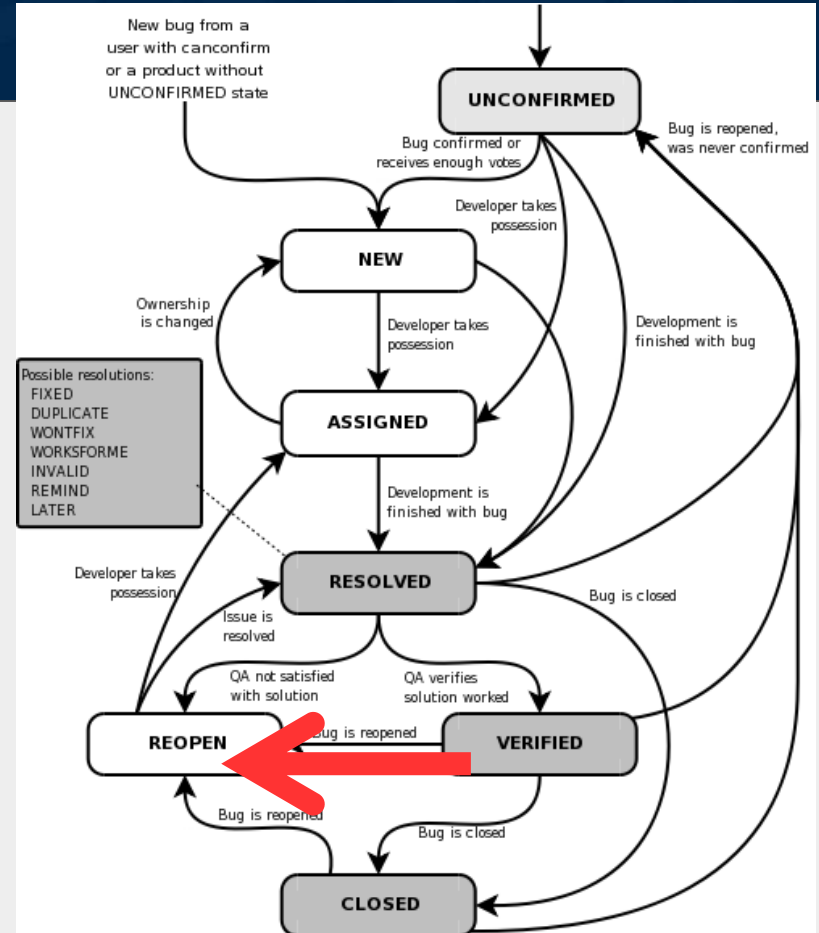 New bug from a
user with canconfirm
or a product without
UNCONFIRMED state
UNCONFIRMED
Bug is reopened,
was never confirmed
Bug confirmed or
receives enough votes
Developer takes
possession
NEW
Ownership
is changed
Developer takes
possession
Development is
finished with bug
Possible resolutions:
FIXED
DUPLICATE
WONTFIX
WORKSFORME
INVALID
REMIND
LATER
ASSIGNED
Development is
finished with bug
Developer takes
possession
RESOLVED
Bug is closed
Issue is
resolved
QA not satisfied
with solution
QA verifies
solution worked
REOPEN
Bug is reopened
VERIFIED
Bug is reopened
Bug is closed
CLOSED